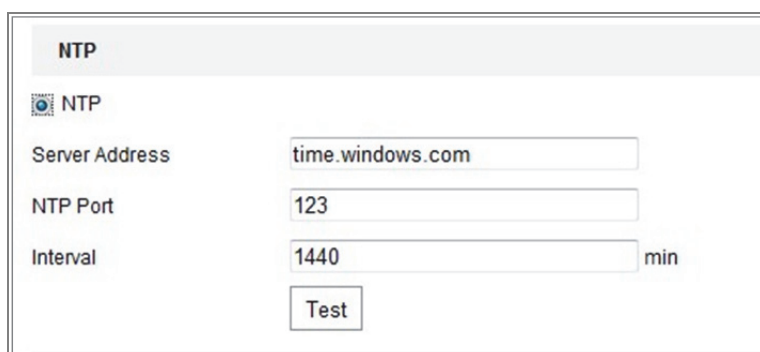 NTP
NTP
Server Address time.windows.com
NTP Port 123
Interval 1440 min
Test